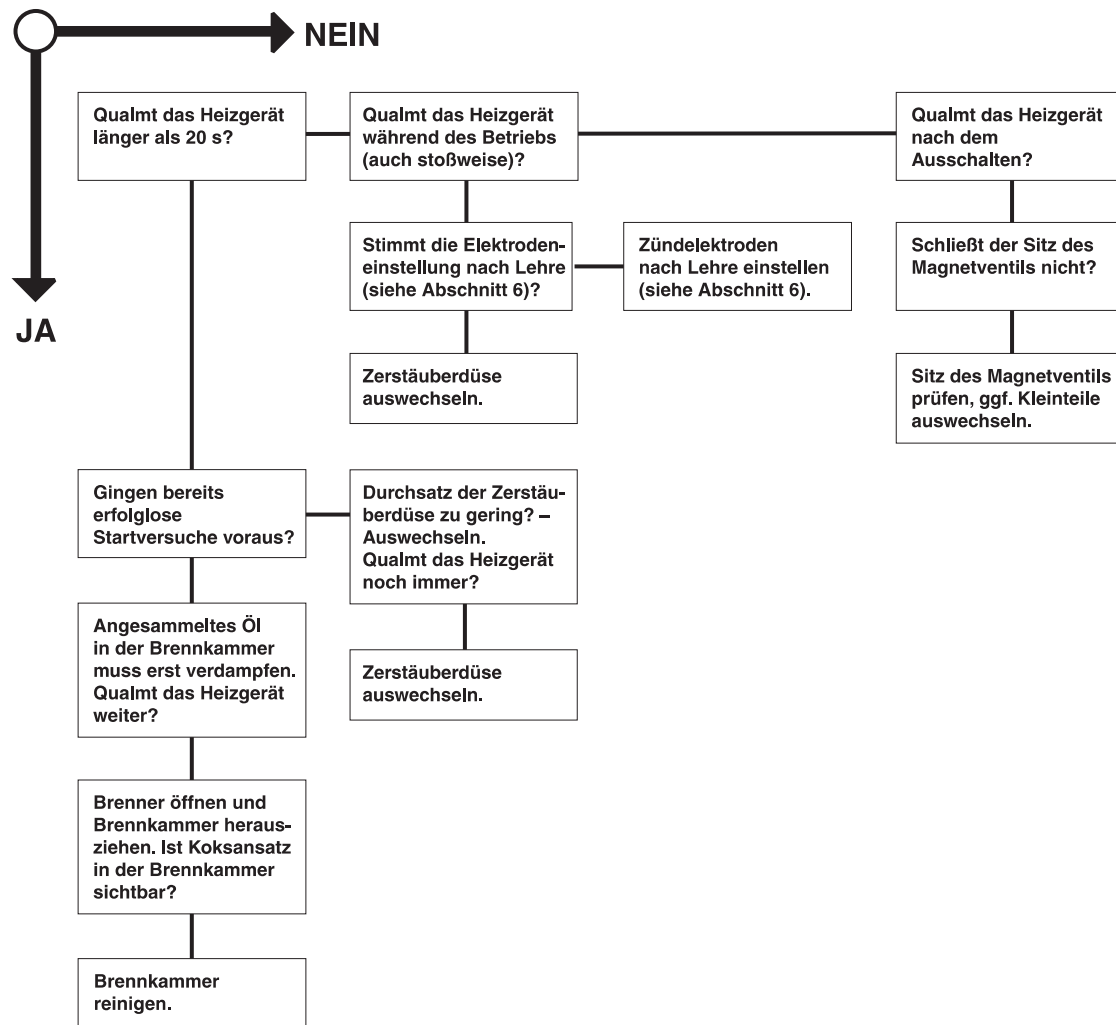 NEIN
JA
Qualmt das Heizgerät
länger als 20 s?
Qualmt das Heizgerät
während des Betriebs
(auch stoßweise)?
Qualmt das Heizgerät
nach dem
Ausschalten?
Stimmt die Elektroden-
einstellung nach Lehre
(siehe Abschnitt 6)?
Zündelektroden
nach Lehre einstellen
(siehe Abschnitt 6).
Schließt der Sitz des
Magnetventils nicht?
Zerstäuberdüse
auswechseln.
Sitz des Magnetventils
prüfen, ggf. Kleinteile
auswechseln.
Gingen bereits
erfolglose
Startversuche voraus?
Durchsatz der Zerstäu-
berdüse zu gering? –
Auswechseln.
Qualmt das Heizgerät
noch immer?
Angesammeltes Öl
in der Brennkammer
muss erst verdampfen.
Qualmt das Heizgerät
weiter?
Zerstäuberdüse
auswechseln.
Brenner öffnen und
Brennkammer heraus-
ziehen. Ist Koksansatz
in der Brennkammer
sichtbar?
Brennkammer
reinigen.